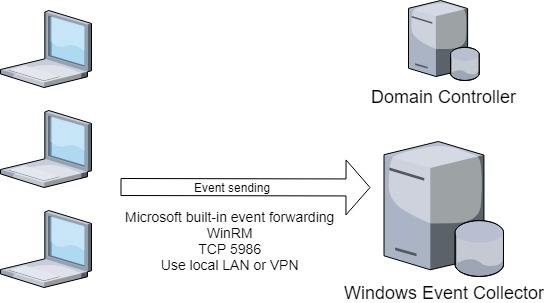 Domain Controller
Event sending
Microsoft built-in event forwarding
WinRM
TCP 5986
Use local LAN or VPN
Windows Event Collector